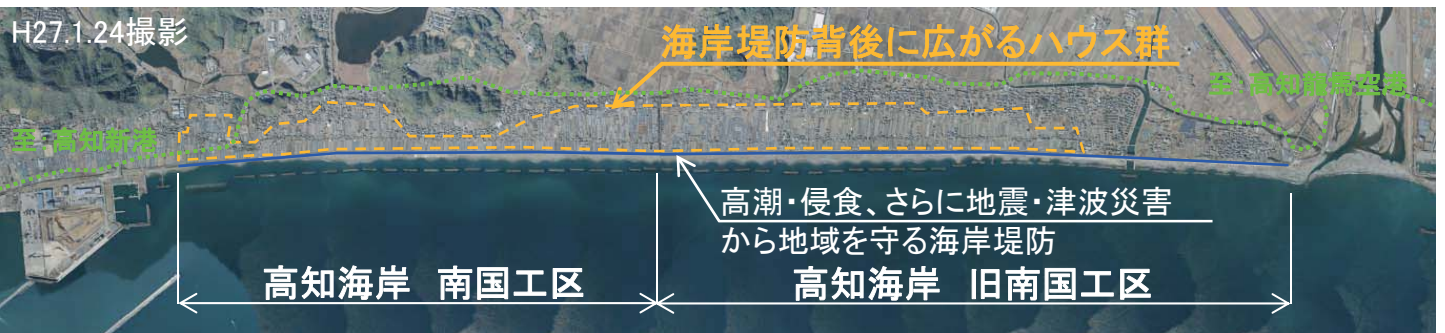 H27.1.24撮影
海岸堤防背後に広がるハウス群
至 高知龍馬空港
至 高知新港
高潮・侵食、さらに地震・津波災害
から地域を守る海岸堤防
高知海岸　南国工区
高知海岸　旧南国工区